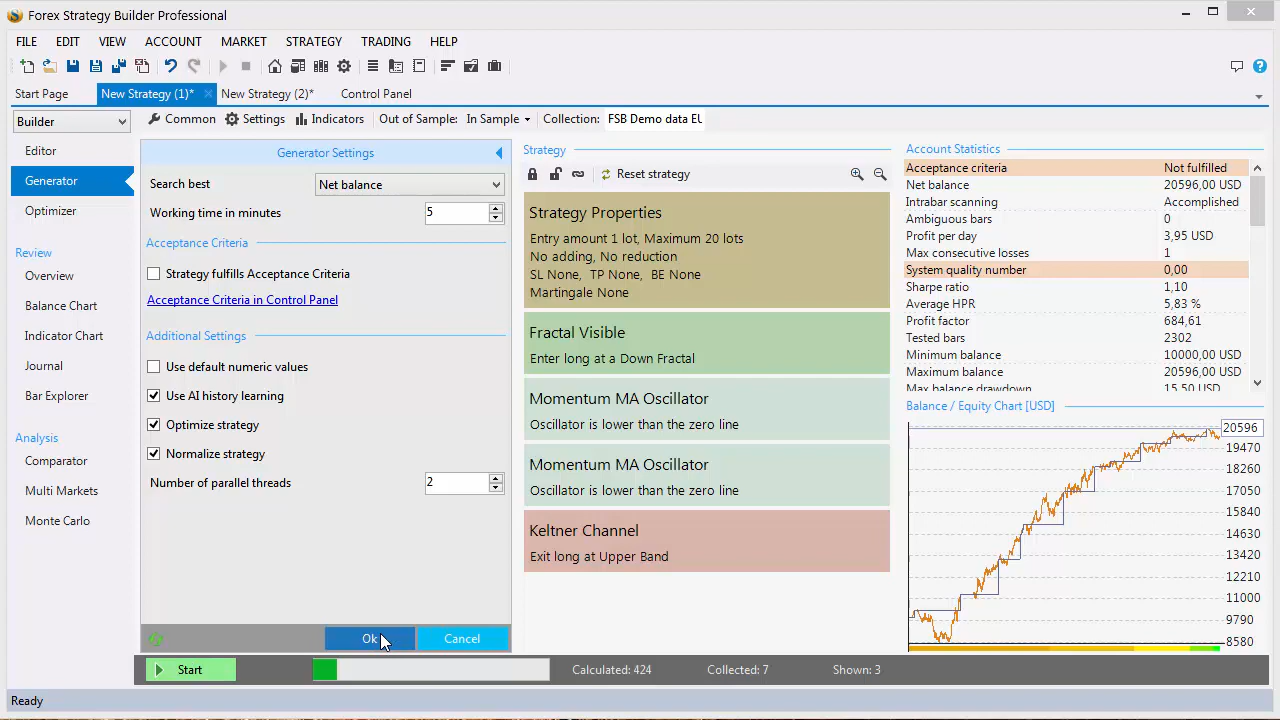 Forex Strategy Builder Professional
FILE EDIT VIEW ACCOUNT MARKET STRATEGY TRADING HELP
Start Page New Strategy (1)* New Strategy (2)* Control Panel
Builder
Common Settings Indicators Out of Sample: In Sample Collection: FSB Demo data EU
Editor
Generator
Optimizer
Review
Overview
Balance Chart
Indicator Chart
Journal
Bar Explorer
Analysis
Comparator
Multi Markets
Monte Carlo
Generator Settings
Search best Net balance
Working time in minutes 5
Acceptance Criteria
Strategy fulfills Acceptance Criteria
Acceptance Criteria in Control Panel
Additional Settings
Use default numeric values
Use AI history learning
Optimize strategy
Normalize strategy
Number of parallel threads 2
Ok Cancel
Strategy
Reset strategy
Strategy Properties
Entry amount 1 lot, Maximum 20 lots
No adding, No reduction
SL None, TP None, BE None
Martingale None
Fractal Visible
Enter long at a Down Fractal
Momentum MA Oscillator
Oscillator is lower than the zero line
Momentum MA Oscillator
Oscillator is lower than the zero line
Keltner Channel
Exit long at Upper Band
Account Statistics
Acceptance criteria Not fulfilled
Net balance 20596,00 USD
Intrabar scanning Accomplished
Ambiguous bars 0
Profit per day 3,95 USD
Max consecutive losses 1
System quality number 0,00
Sharpe ratio 1,10
Average HPR 5,83 %
Profit factor 684,61
Tested bars 2302
Minimum balance 10000,00 USD
Maximum balance 20596,00 USD
Max balance drawdown 15,50 USD
Balance / Equity Chart [USD]
20596
19470
18260
17050
15840
14630
13420
12210
11000
9790
8580
Start Calculated: 424 Collected: 7 Shown: 3
Ready